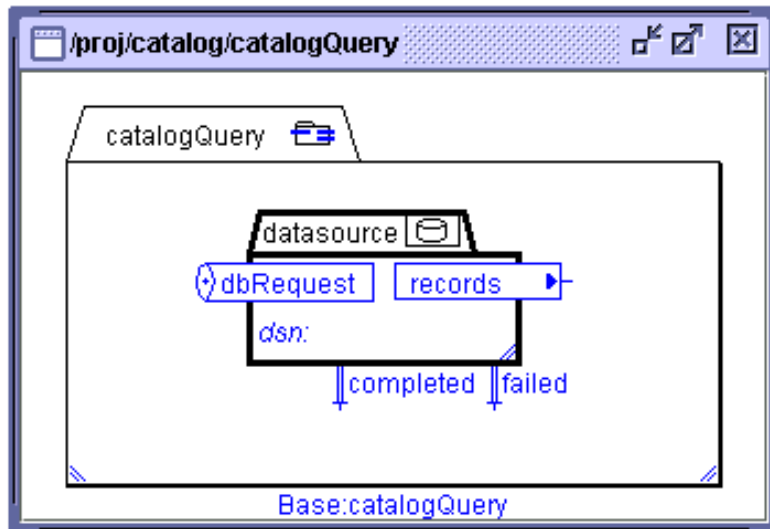 /proj/catalog/catalogQuery
catalogQuery
datasource
dbRequest records
dsn:
completed failed
Base:catalogQuery